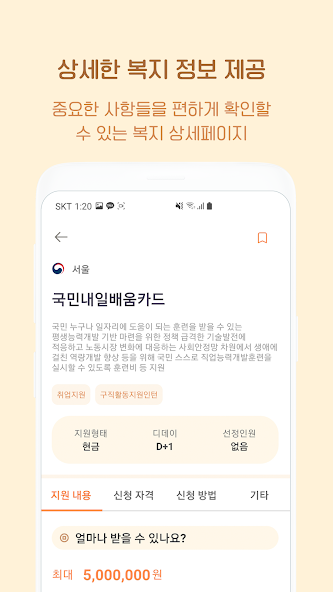 상세한 복지 정보 제공
중요한 사항들을 편하게 확인할
수 있는 복지 상세페이지
SKT 1:20
서울
국민내일배움카드
국민 누구나 일자리에 도움이 되는 훈련을 받을 수 있는
평생능력개발 기반 마련을 위한 정책 급격한 기술발전에
적응하고 노동시장 변화에 대응하는 사회안정망 차원에서 생애에
걸친 역량개발 향상 등을 위해 국민 스스로 직업능력개발훈련을
실시할 수 있도록 훈련비 등 지원
취업지원 구직활동지원인턴
지원형태 디데이 선정인원
현금 D+1 없음
지원 내용 신청 자격 신청 방법 기타
얼마나 받을 수 있나요?
최대 5,000,000원